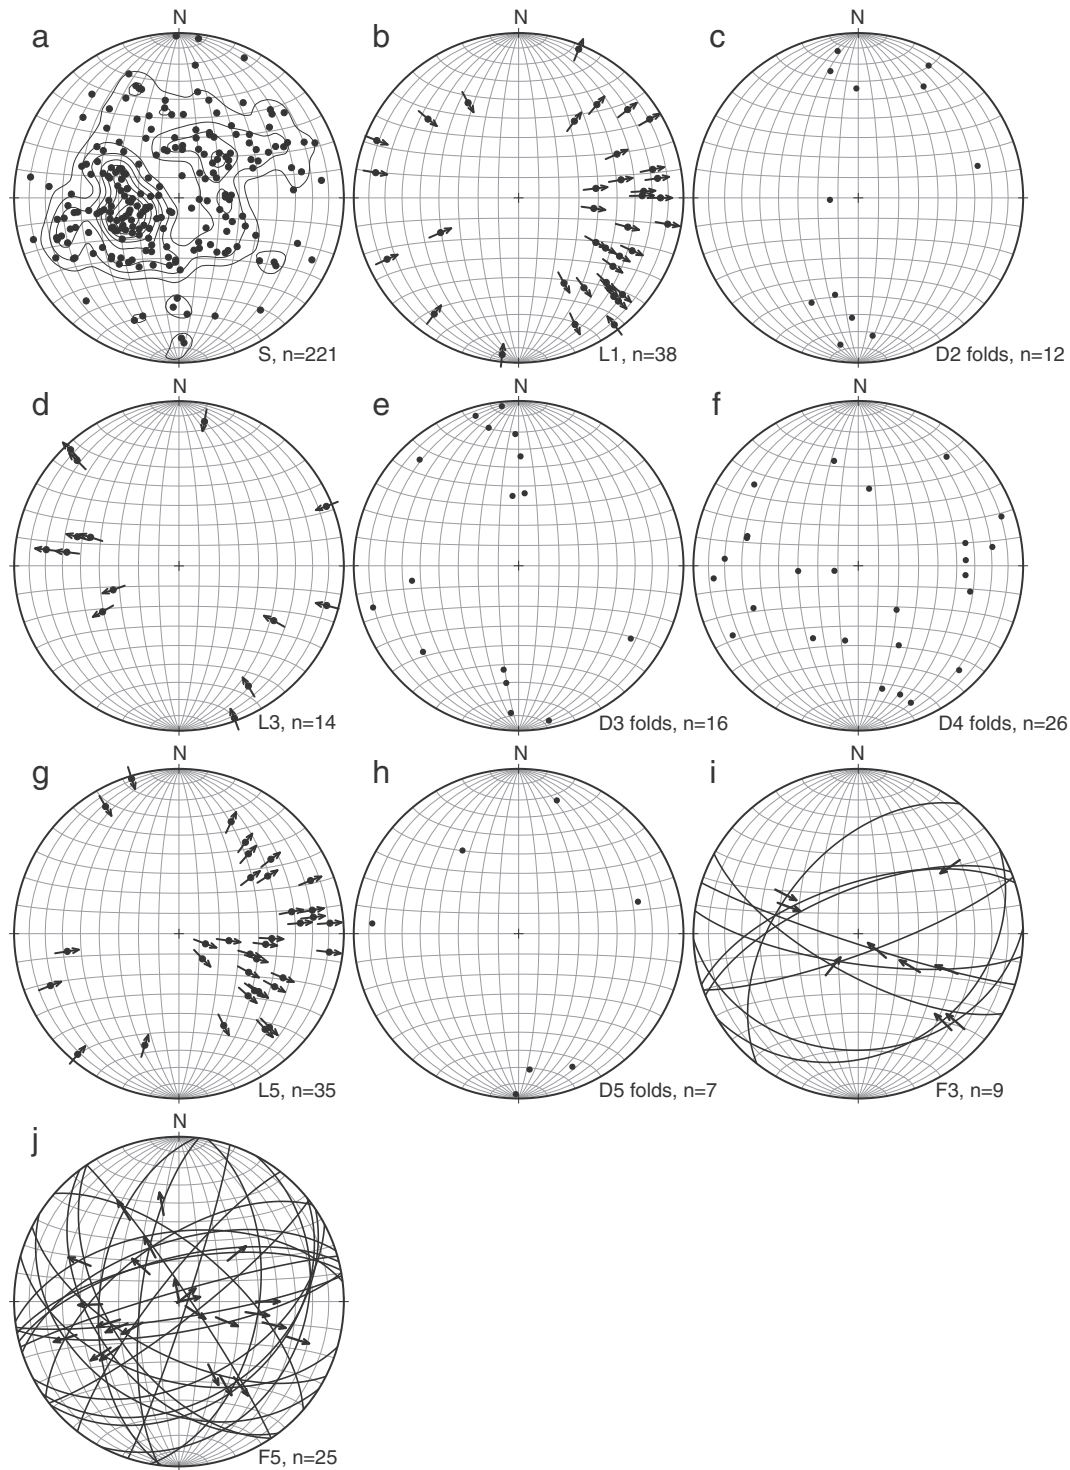 a
N
S, n=221
b
N
L1, n=38
c
N
D2 folds, n=12
d
N
L3, n=14
e
N
D3 folds, n=16
f
N
D4 folds, n=26
g
N
L5, n=35
h
N
D5 folds, n=7
i
N
F3, n=9
j
N
F5, n=25